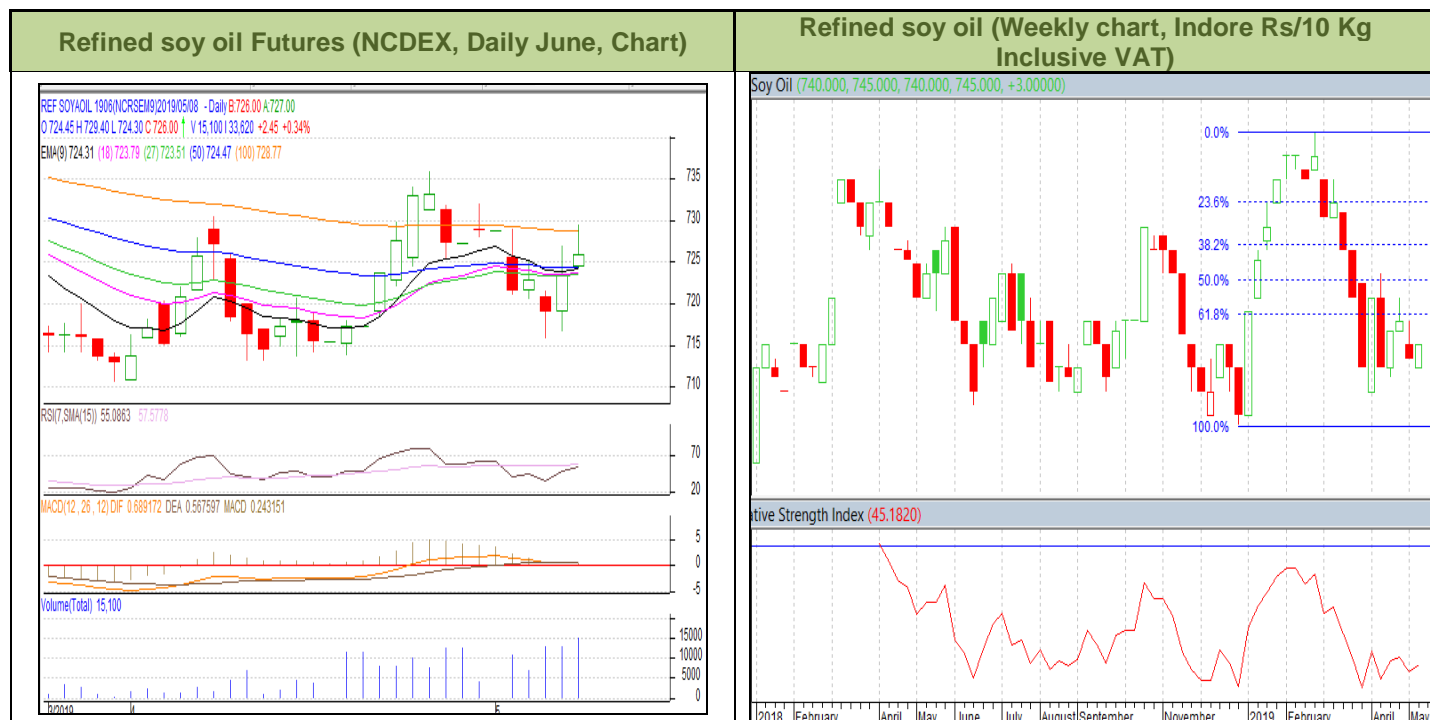 Refined soy oil Futures (NCDEX, Daily June, Chart)
REF SOYAOIL 1906(NCRSEM9)2019/05/08 - Daily B:726.00 A:727.00
O 724.45 H 729.40 L 724.30 C 726.00 ↑ V 15,100 I 33,620 +2.45 +0.34%
EMA(9) 724.31 (18) 723.79 (27) 723.51 (50) 724.47 (100) 728.77
735
730
725
720
715
710
RSI(7,SMA(15)) 55.0863 57.5778
70
20
MACD(12, 26, 12) DIF 0.689172 DEA 0.567597 MACD 0.243151
5
0
-5
Volume(Total) 15,100
15000
10000
5000
0
3/2019 4 5
Refined soy oil (Weekly chart, Indore Rs/10 Kg
Inclusive VAT)
Soy Oil (740.000, 745.000, 740.000, 745.000, +3.00000)
0.0%
23.6%
38.2%
50.0%
61.8%
100.0%
tive Strength Index (45.1820)
2018 February April May June July August September November 2019 February April May